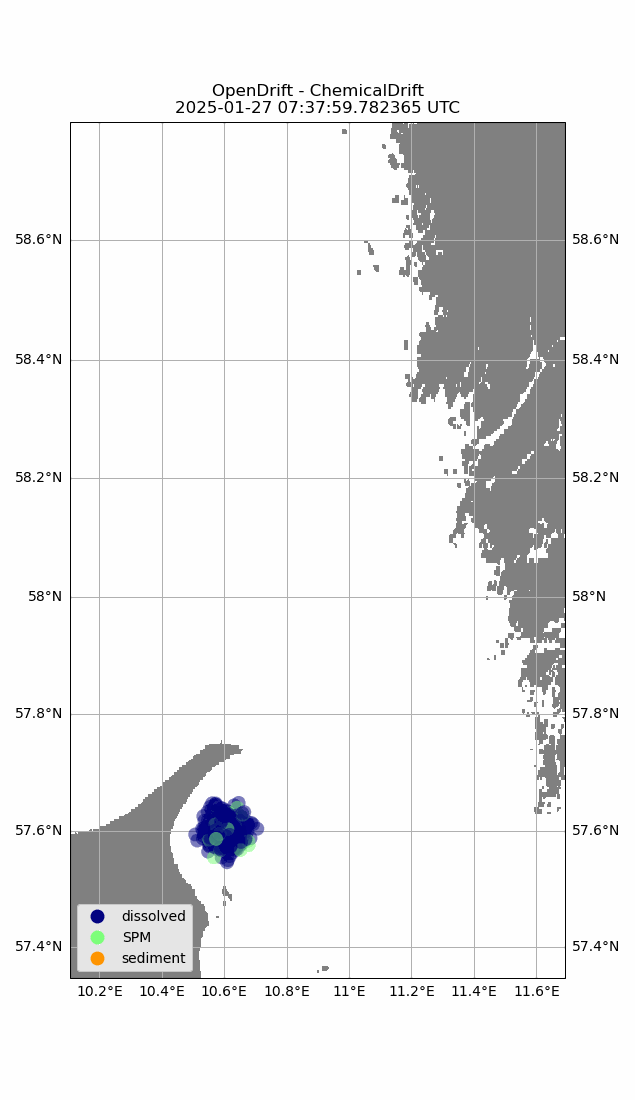 OpenDrift - ChemicalDrift
2025-01-27 07:37:59.782365 UTC
58.6°N 58.6°N
58.4°N 58.4°N
58.2°N 58.2°N
58°N 58°N
57.8°N 57.8°N
57.6°N 57.6°N
dissolved
SPM
57.4°N 57.4°N
sediment
10.2°E 10.4°E 10.6°E 10.8°E 11°E 11.2°E 11.4°E 11.6°E